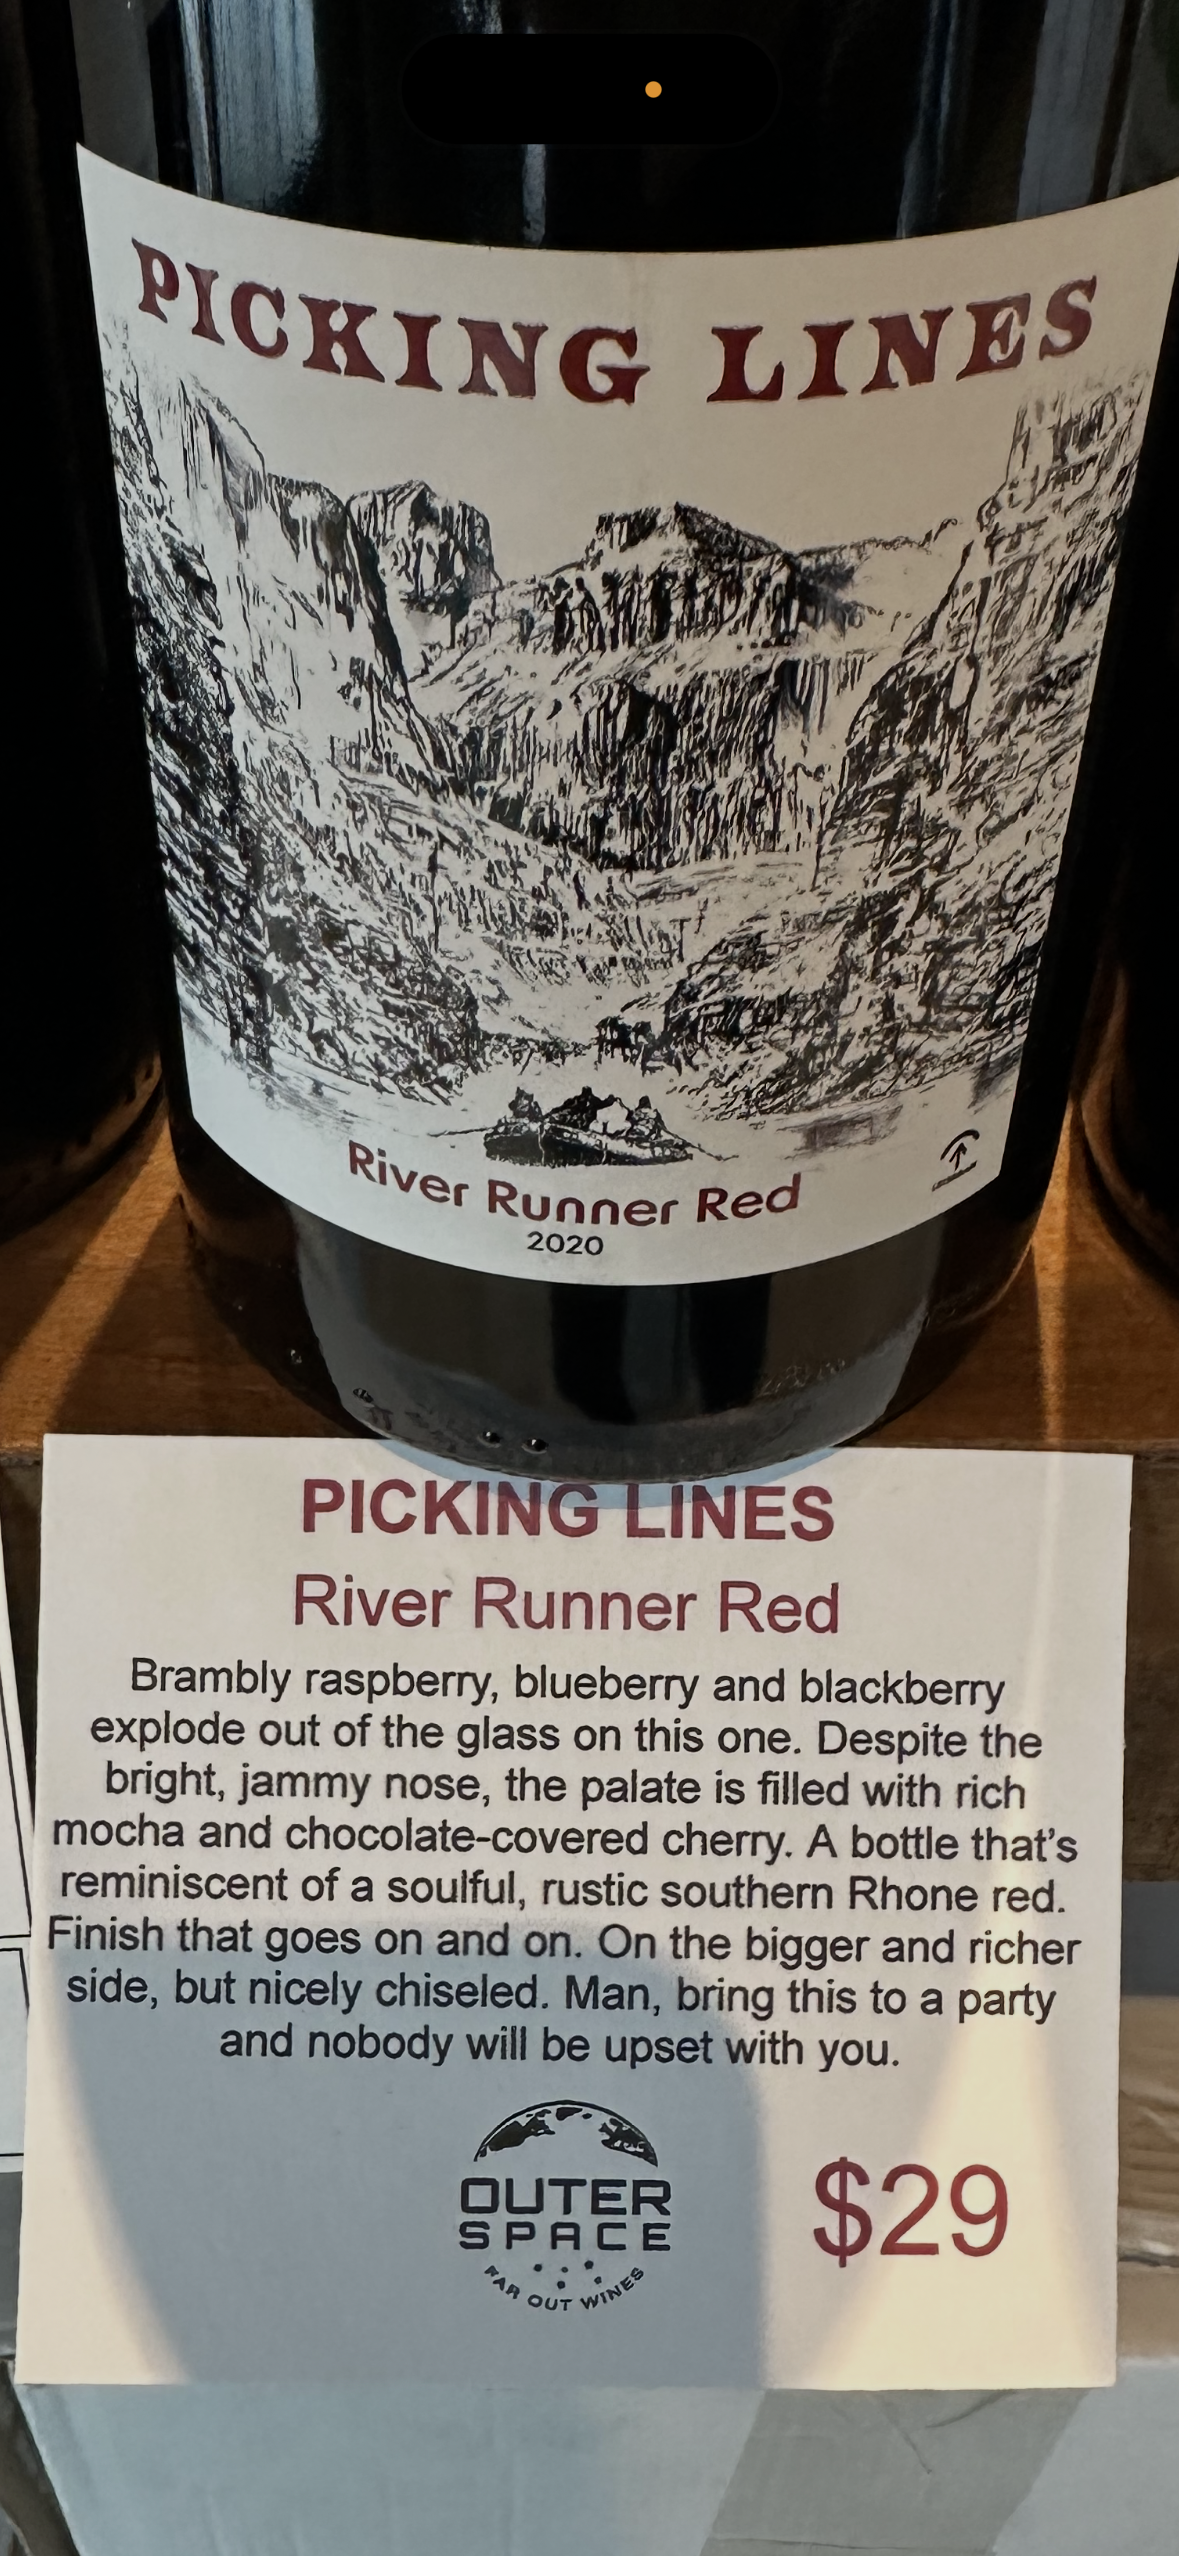 PICKING LINES
River Runner Red
2020
PICKING LINES
River Runner Red
Brambly raspberry, blueberry and blackberry
explode out of the glass on this one. Despite the
bright, jammy nose, the palate is filled with rich
mocha and chocolate-covered cherry. A bottle that's
reminiscent of a soulful, rustic southern Rhone red.
Finish that goes on and on. On the bigger and richer
side, but nicely chiseled. Man, bring this to a party
and nobody will be upset with you.
OUTER
SPACE
FAR OUT WINES
$29